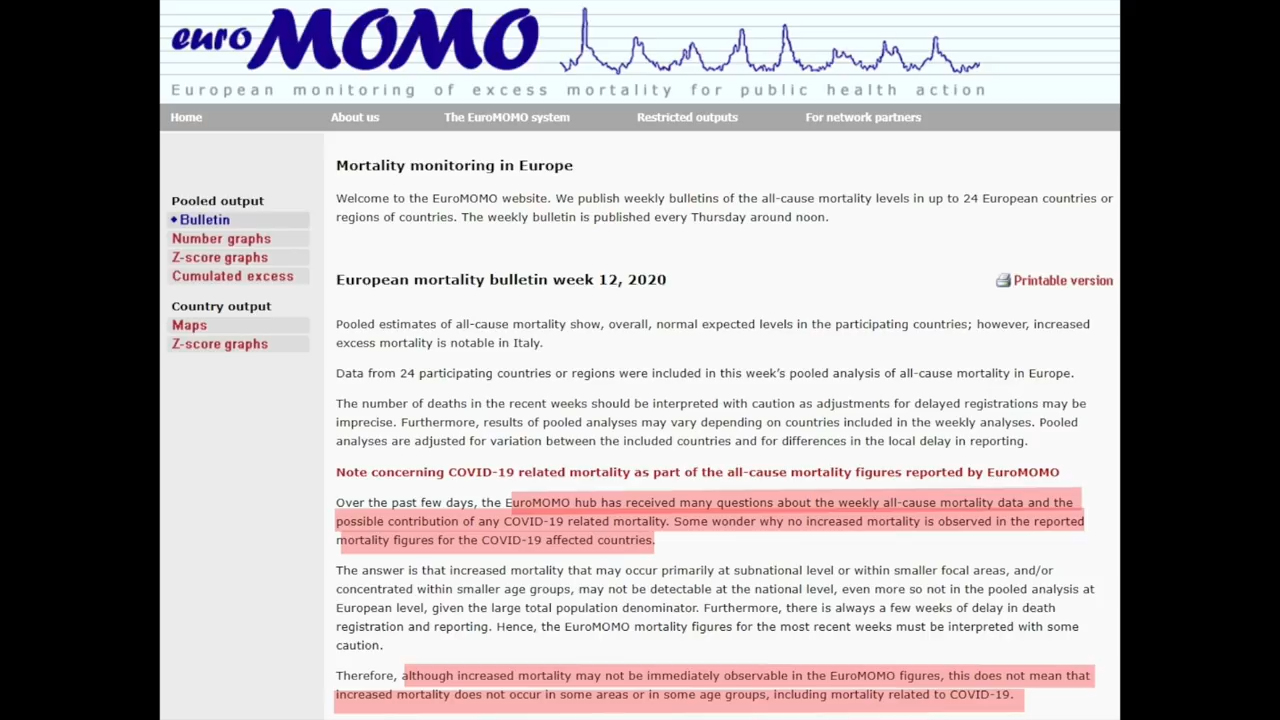 euroMOMO
European monitoring of excess mortality for public health action
Home About us The EuroMOMO system Restricted outputs For network partners
Pooled output
Bulletin
Number graphs
Z-score graphs
Cumulated excess
Country output
Maps
Z-score graphs
Mortality monitoring in Europe
Welcome to the EuroMOMO website. We publish weekly bulletins of the all-cause mortality levels in up to 24 European countries or
regions of countries. The weekly bulletin is published every Thursday around noon.
European mortality bulletin week 12, 2020
Printable version
Pooled estimates of all-cause mortality show, overall, normal expected levels in the participating countries; however, increased
excess mortality is notable in Italy.
Data from 24 participating countries or regions were included in this week’s pooled analysis of all-cause mortality in Europe.
The number of deaths in the recent weeks should be interpreted with caution as adjustments for delayed registrations may be
imprecise. Furthermore, results of pooled analyses may vary depending on countries included in the weekly analyses. Pooled
analyses are adjusted for variation between the included countries and for differences in the local delay in reporting.
Note concerning COVID-19 related mortality as part of the all-cause mortality figures reported by EuroMOMO
Over the past few days, the EuroMOMO hub has received many questions about the weekly all-cause mortality data and the
possible contribution of any COVID-19 related mortality. Some wonder why no increased mortality is observed in the reported
mortality figures for the COVID-19 affected countries.
The answer is that increased mortality that may occur primarily at subnational level or within smaller focal areas, and/or
concentrated within smaller age groups, may not be detectable at the national level, even more so not in the pooled analysis at
European level, given the large total population denominator. Furthermore, there is always a few weeks of delay in death
registration and reporting. Hence, the EuroMOMO mortality figures for the most recent weeks must be interpreted with some
caution.
Therefore, although increased mortality may not be immediately observable in the EuroMOMO figures, this does not mean that
increased mortality does not occur in some areas or in some age groups, including mortality related to COVID-19.